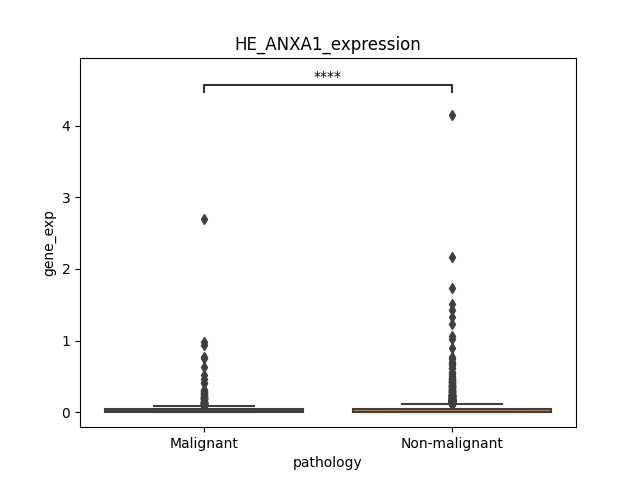 HE_ANXA1_expression
****
4
3
2
1
0
gene_exp
Malignant
Non-malignant
pathology